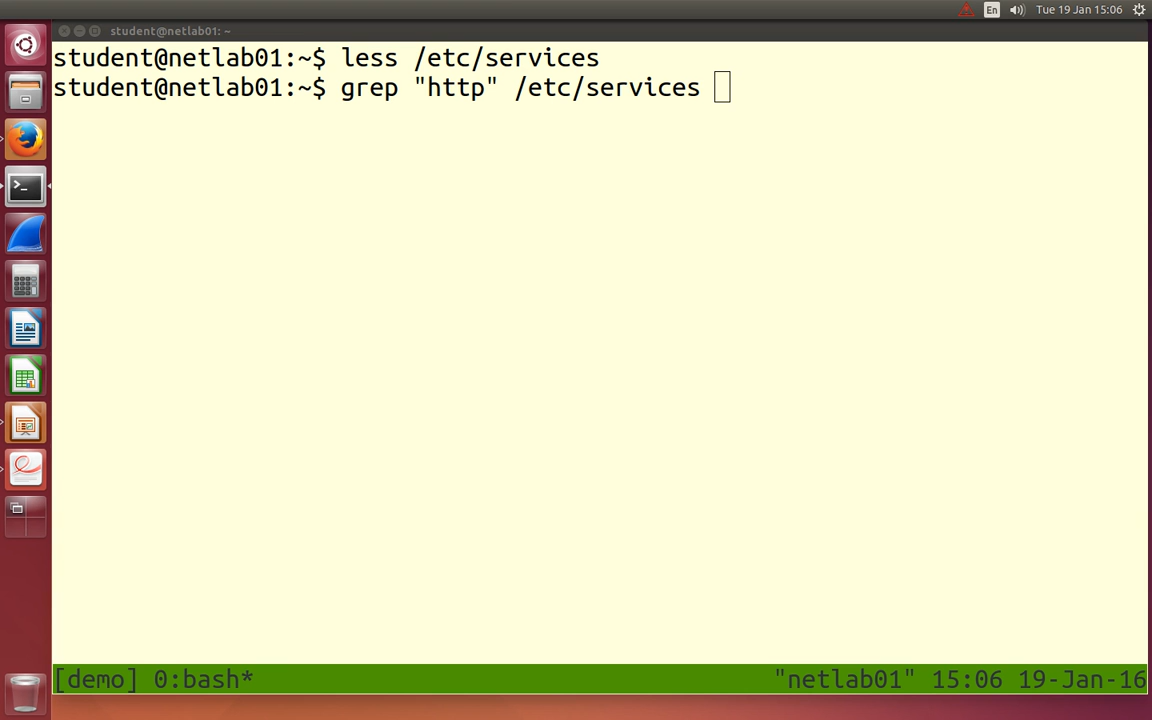 En
Tue 19 Jan 15:06
student@netlab01: ~
student@netlab01:~$ less /etc/services
student@netlab01:~$ grep "http" /etc/services
[demo] 0:bash*
"netlab01" 15:06 19-Jan-16